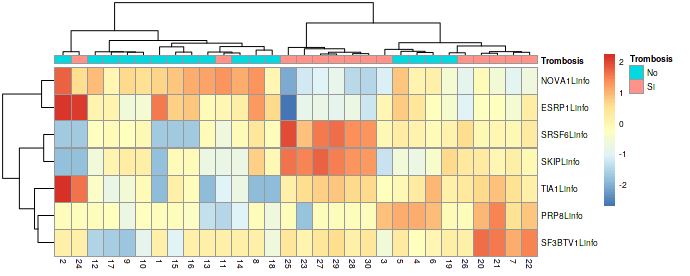 Trombosis
NOVA1Linfo
ESRP1Linfo
SRSF6Linfo
SKIPLinfo
TIA1Linfo
PRP8Linfo
SF3BTV1Linfo
2 24 12 17 9 10 1 15 16 13 11 14 8 18 25 23 27 29 28 30 3 5 4 6 19 26 20 21 7 22
2
1
0
-1
-2
Trombosis
No
Si